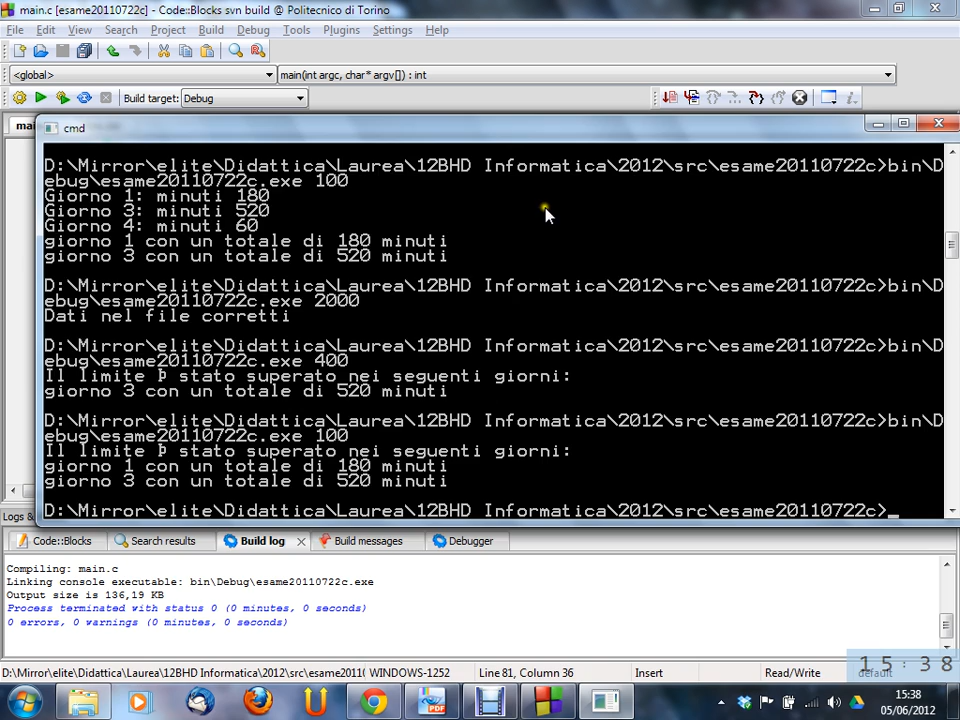 main.c [esame20110722c] - Code::Blocks svn build @ Politecnico di Torino
File Edit View Search Project Build Debug Tools Plugins Settings Help
<global> main(int argc, char* argv[]) : int
Build target: Debug
cmd
D:\Mirror\elite\Didattica\Laurea\12BHD Informatica\2012\src\esame20110722c>bin\D
ebug\esame20110722c.exe 100
Giorno 1: minuti 180
Giorno 3: minuti 520
Giorno 4: minuti 60
giorno 1 con un totale di 180 minuti
giorno 3 con un totale di 520 minuti
D:\Mirror\elite\Didattica\Laurea\12BHD Informatica\2012\src\esame20110722c>bin\D
ebug\esame20110722c.exe 2000
Dati nel file corretti
D:\Mirror\elite\Didattica\Laurea\12BHD Informatica\2012\src\esame20110722c>bin\D
ebug\esame20110722c.exe 400
Il limite Þ stato superato nei seguenti giorni:
giorno 3 con un totale di 520 minuti
D:\Mirror\elite\Didattica\Laurea\12BHD Informatica\2012\src\esame20110722c>bin\D
ebug\esame20110722c.exe 100
Il limite Þ stato superato nei seguenti giorni:
giorno 1 con un totale di 180 minuti
giorno 3 con un totale di 520 minuti
D:\Mirror\elite\Didattica\Laurea\12BHD Informatica\2012\src\esame20110722c>_
Logs &
Code::Blocks Search results Build log Build messages Debugger
Compiling: main.c
Linking console executable: bin\Debug\esame20110722c.exe
Output size is 136,19 KB
Process terminated with status 0 (0 minutes, 0 seconds)
0 errors, 0 warnings (0 minutes, 0 seconds)
D:\Mirror\elite\Didattica\Laurea\12BHD Informatica\2012\src\esame2011( WINDOWS-1252 Line 81, Column 36 Insert Read/Write default
15:38
PDF
15:38
05/06/2012